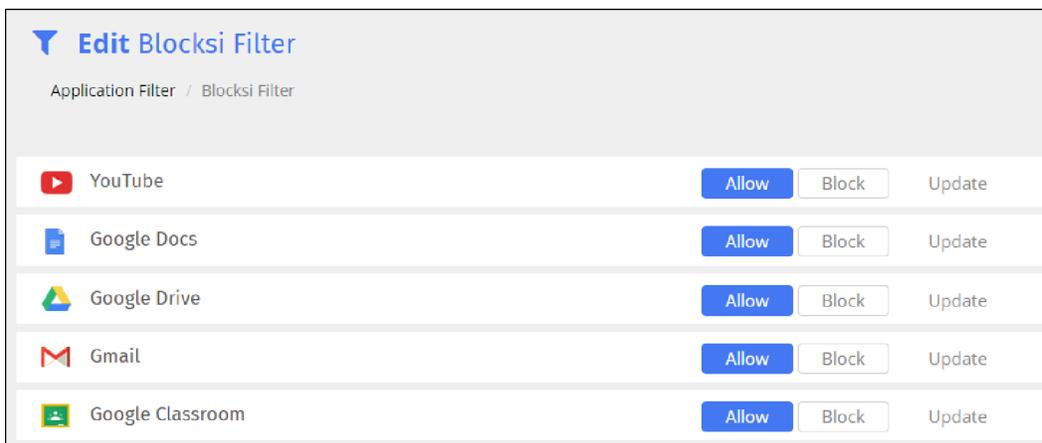 Edit Blocksi Filter
Application Filter / Blocksi Filter
YouTube Allow Block Update
Google Docs Allow Block Update
Google Drive Allow Block Update
Gmail Allow Block Update
Google Classroom Allow Block Update